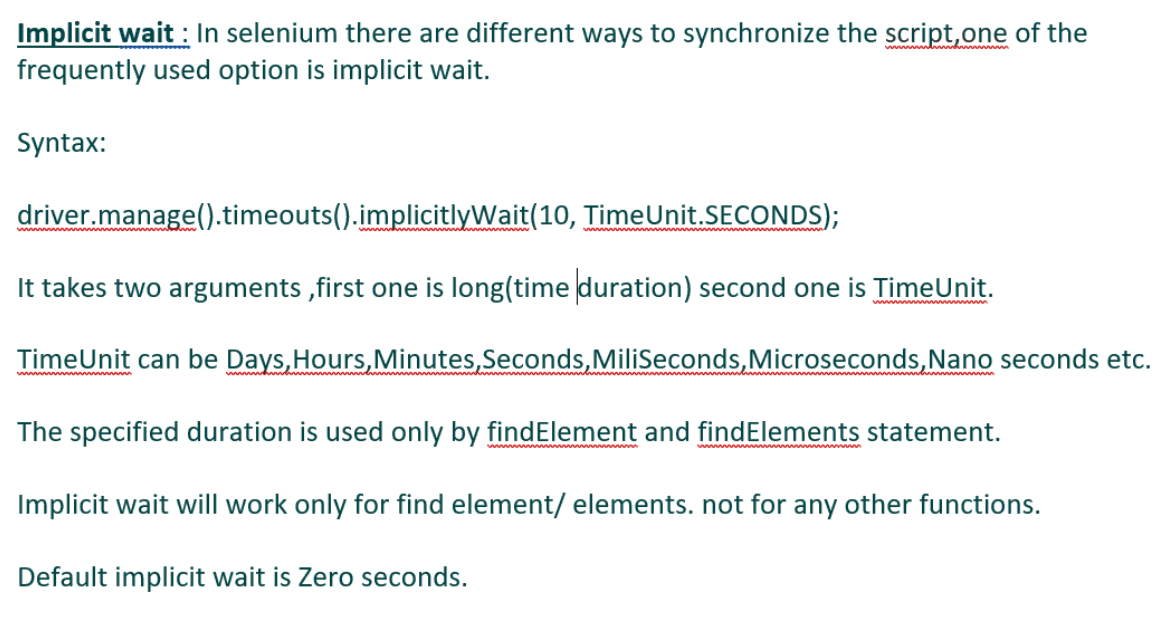 Implicit wait : In selenium there are different ways to synchronize the script,one of the
frequently used option is implicit wait.
Syntax:
driver.manage().timeouts().implicitlyWait(10, TimeUnit.SECONDS);
It takes two arguments ,first one is long(time duration) second one is TimeUnit.
TimeUnit can be Days,Hours,Minutes,Seconds,MiliSeconds,Microseconds,Nano seconds etc.
The specified duration is used only by findElement and findElements statement.
Implicit wait will work only for find element/ elements. not for any other functions.
Default implicit wait is Zero seconds.